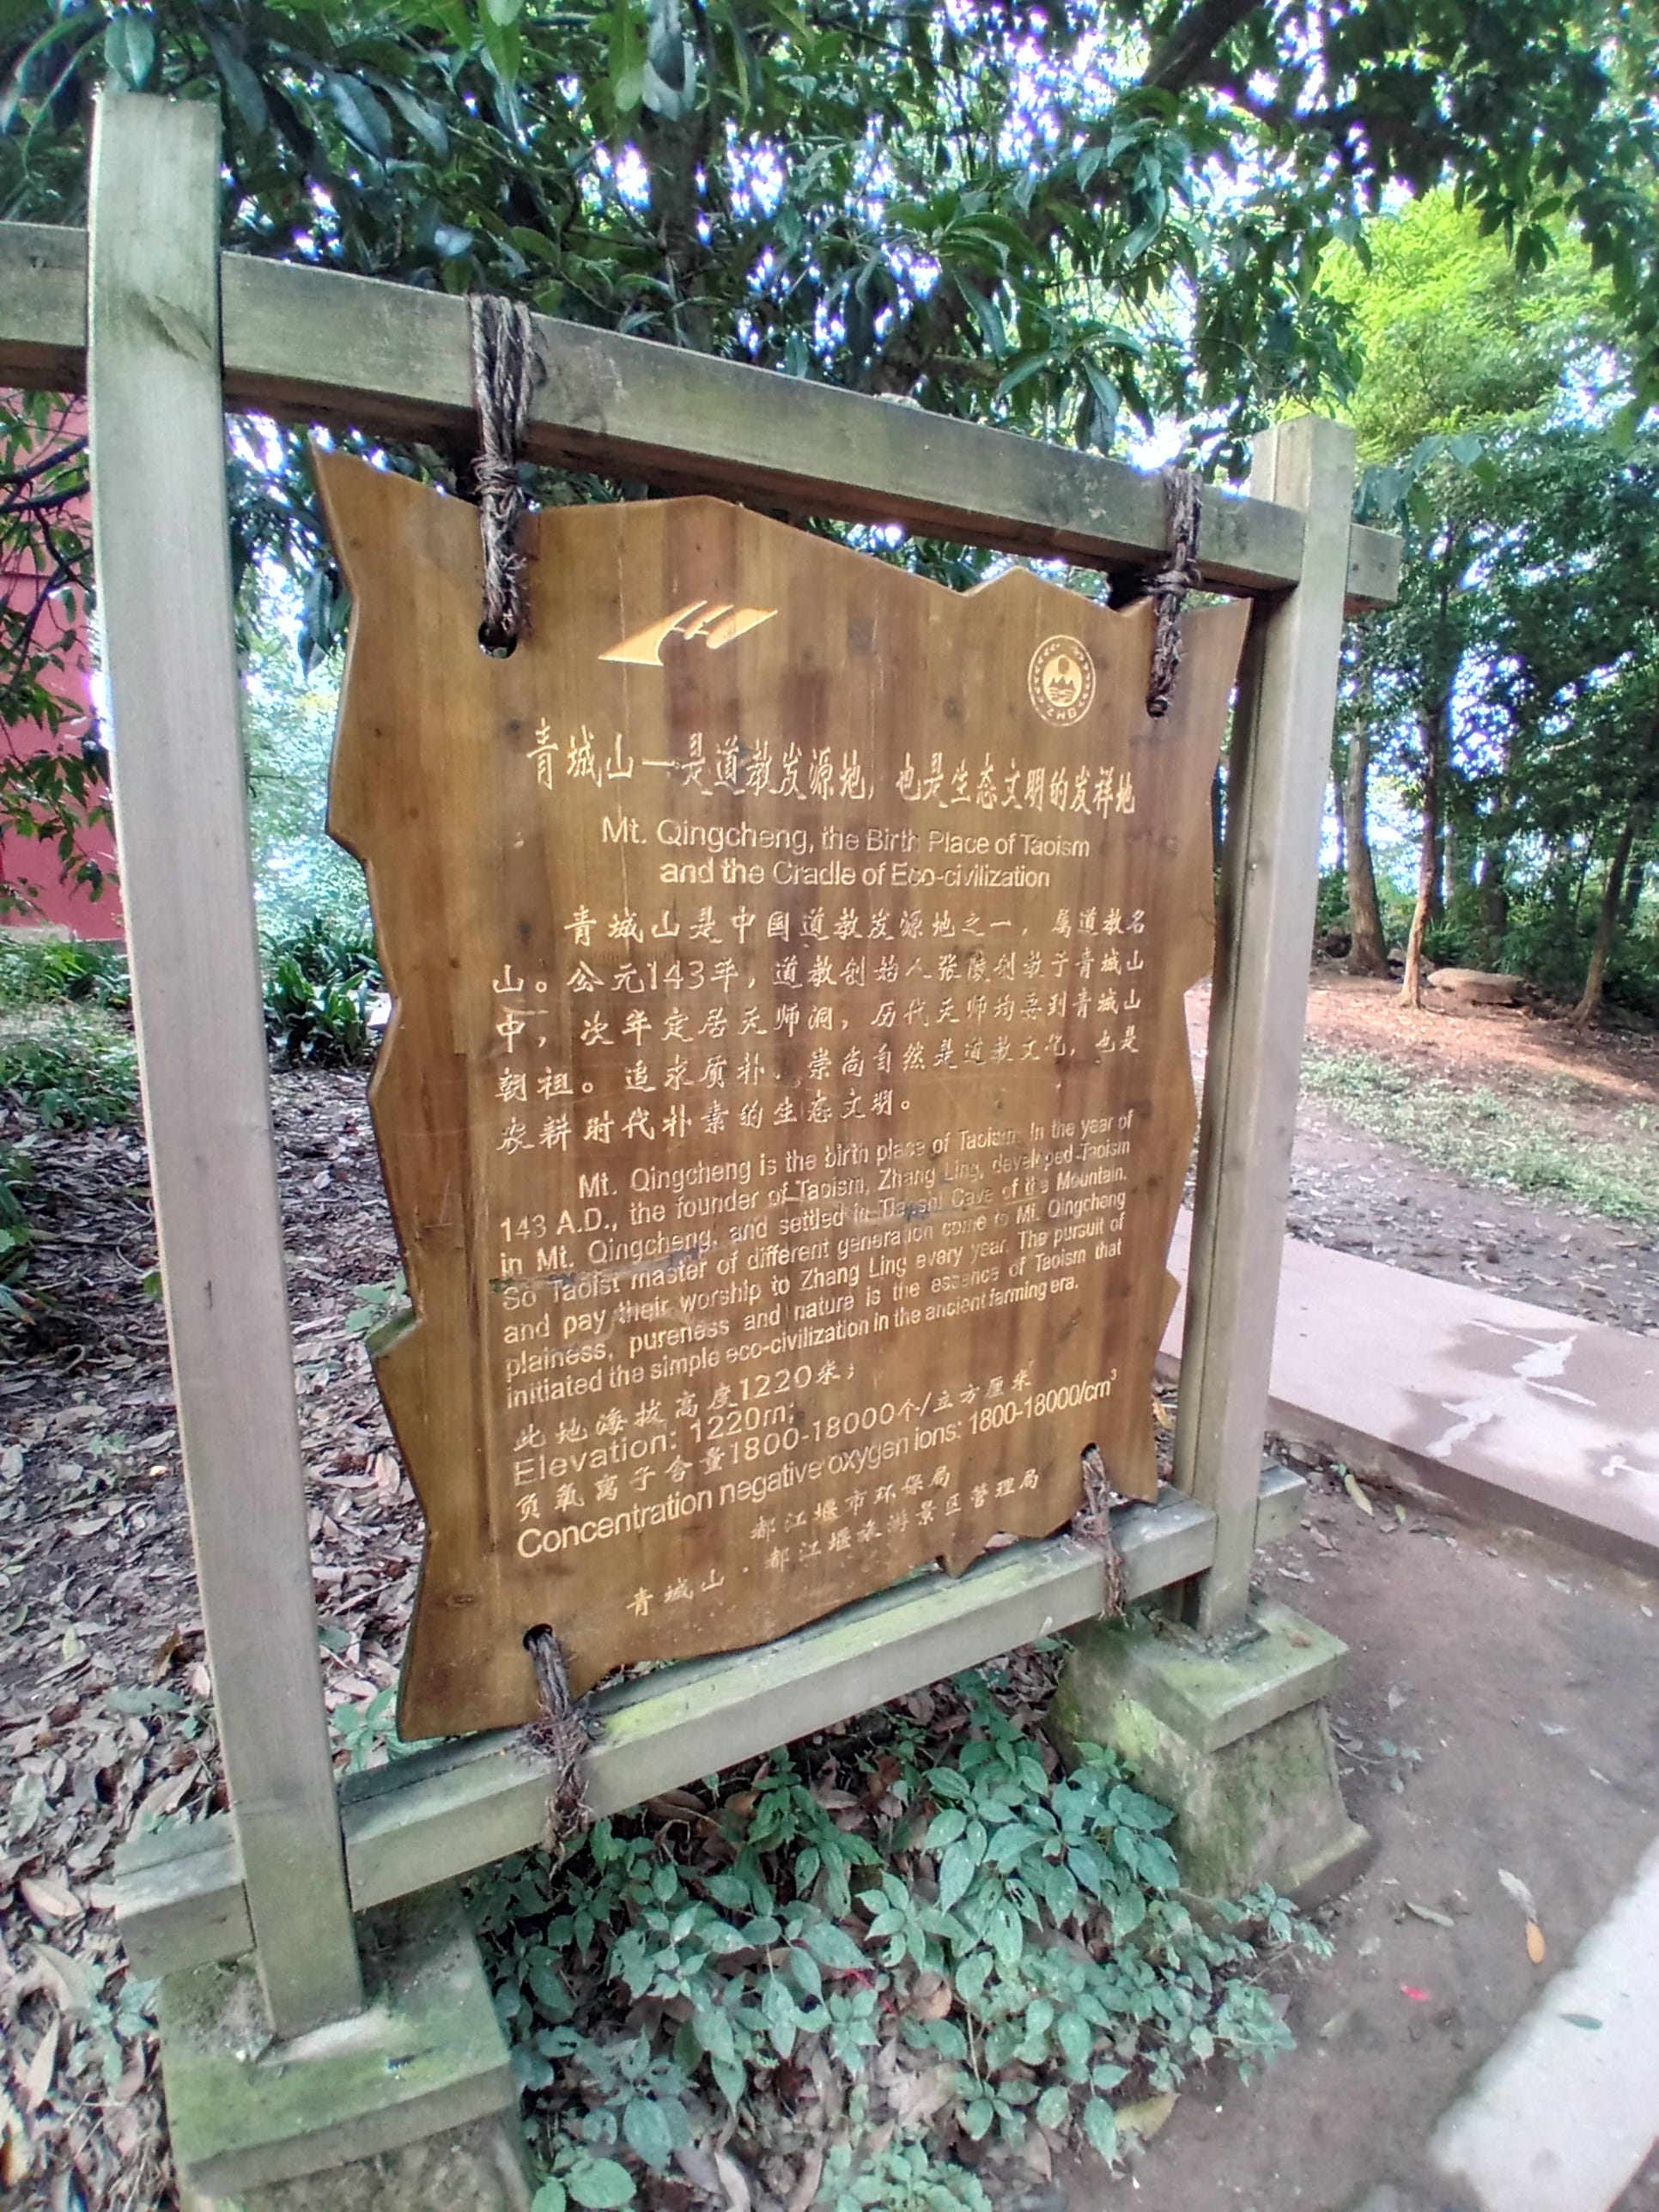 ZHB
青城山—是道教发源地，也是生态文明的发祥地
Mt. Qingcheng, the Birth Place of Taoism
and the Cradle of Eco-civilization
青城山是中国道教发源地之一，属道教名
山。公元143年，道教创始人张陵创教于青城山
中，次年定居天师洞，历代天师均要到青城山
朝祖。追求质朴、崇尚自然是道教文化，也是
农耕时代朴素的生态文明。
Mt. Qingcheng is the birth place of Taoism. In the year of
143 A.D., the founder of Taoism, Zhang Ling, developed Taoism
in Mt. Qingcheng, and settled in Tianshi Cave of the Mountain.
So Taoist master of different generation come to Mt. Qingcheng
and pay their worship to Zhang Ling every year. The pursuit of
plainess, pureness and nature is the essence of Taoism that
initiated the simple eco-civilization in the ancient farming era.
此地海拔高度1220米；
Elevation: 1220m;
负氧离子含量1800-18000个/立方厘米
Concentration negative oxygen ions: 1800-18000/cm³
都江堰市环保局
青城山·都江堰旅游景区管理局